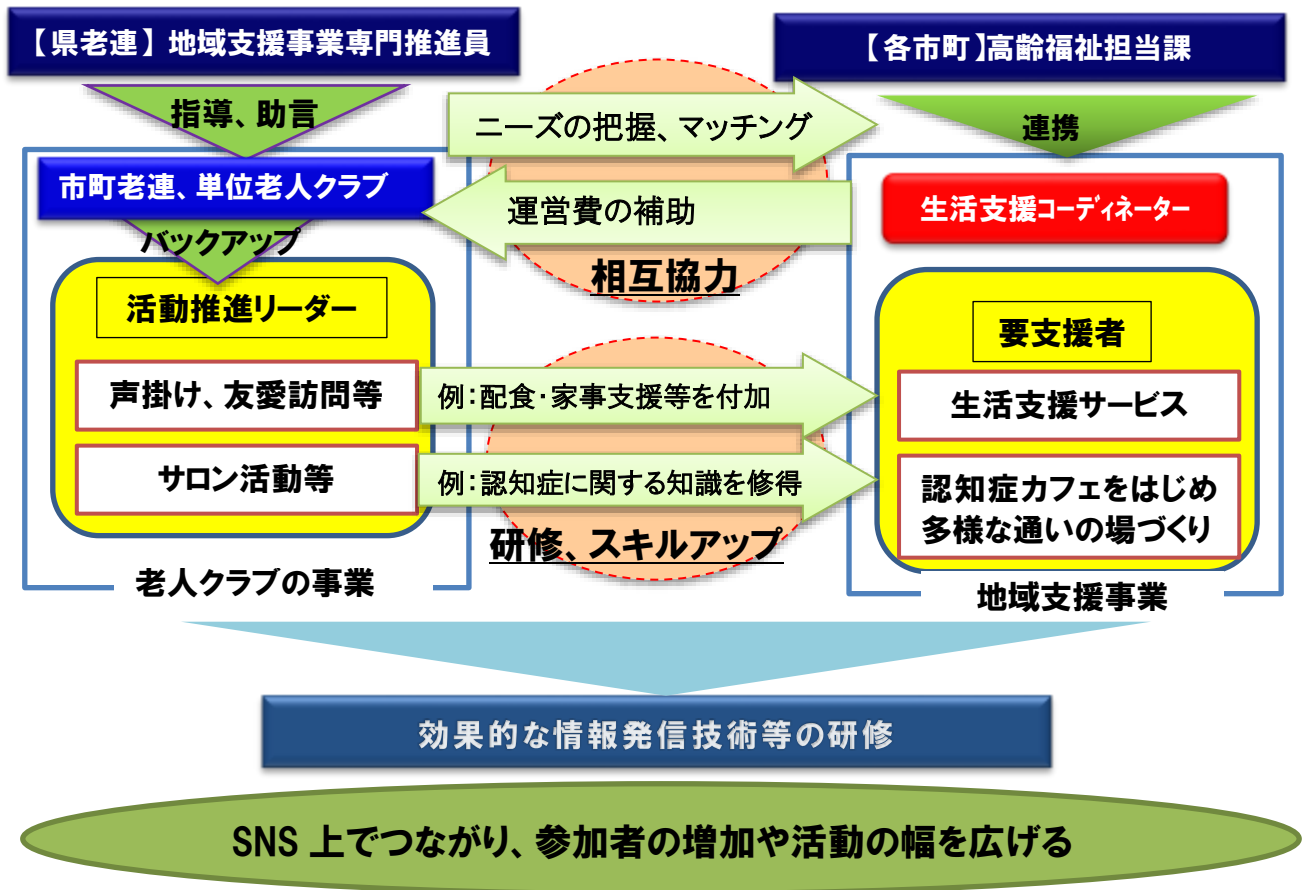 【県老連】地域支援事業専門推進員
【各市町】高齢福祉担当課
指導、助言
ニーズの把握、マッチング
連携
市町老連、単位老人クラブ
運営費の補助
生活支援コーディネーター
バックアップ
相互協力
活動推進リーダー
要支援者
声掛け、友愛訪問等
例：配食・家事支援等を付加
生活支援サービス
サロン活動等
例：認知症に関する知識を修得
認知症カフェをはじめ
多様な通いの場づくり
研修、スキルアップ
老人クラブの事業
地域支援事業
効果的な情報発信技術等の研修
SNS 上でつながり、参加者の増加や活動の幅を広げる